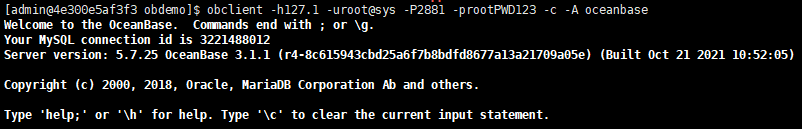 [admin@4e300e5af3f3 obdemo]$ obclient -h127.1 -uroot@sys -P2881 -prootPWD123 -c -A oceanbase
Welcome to the OceanBase.  Commands end with ; or \g.
Your MySQL connection id is 3221488012
Server version: 5.7.25 OceanBase 3.1.1 (r4-8c615943cbd25a6f7b8bdfd8677a13a21709a05e) (Built Oct 21 2021 10:52:05)
Copyright (c) 2000, 2018, Oracle, MariaDB Corporation Ab and others.
Type 'help;' or '\h' for help. Type '\c' to clear the current input statement.